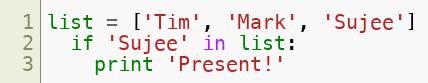 1 list = ['Tim', 'Mark', 'Sujee']
2   if 'Sujee' in list:
3     print 'Present!'